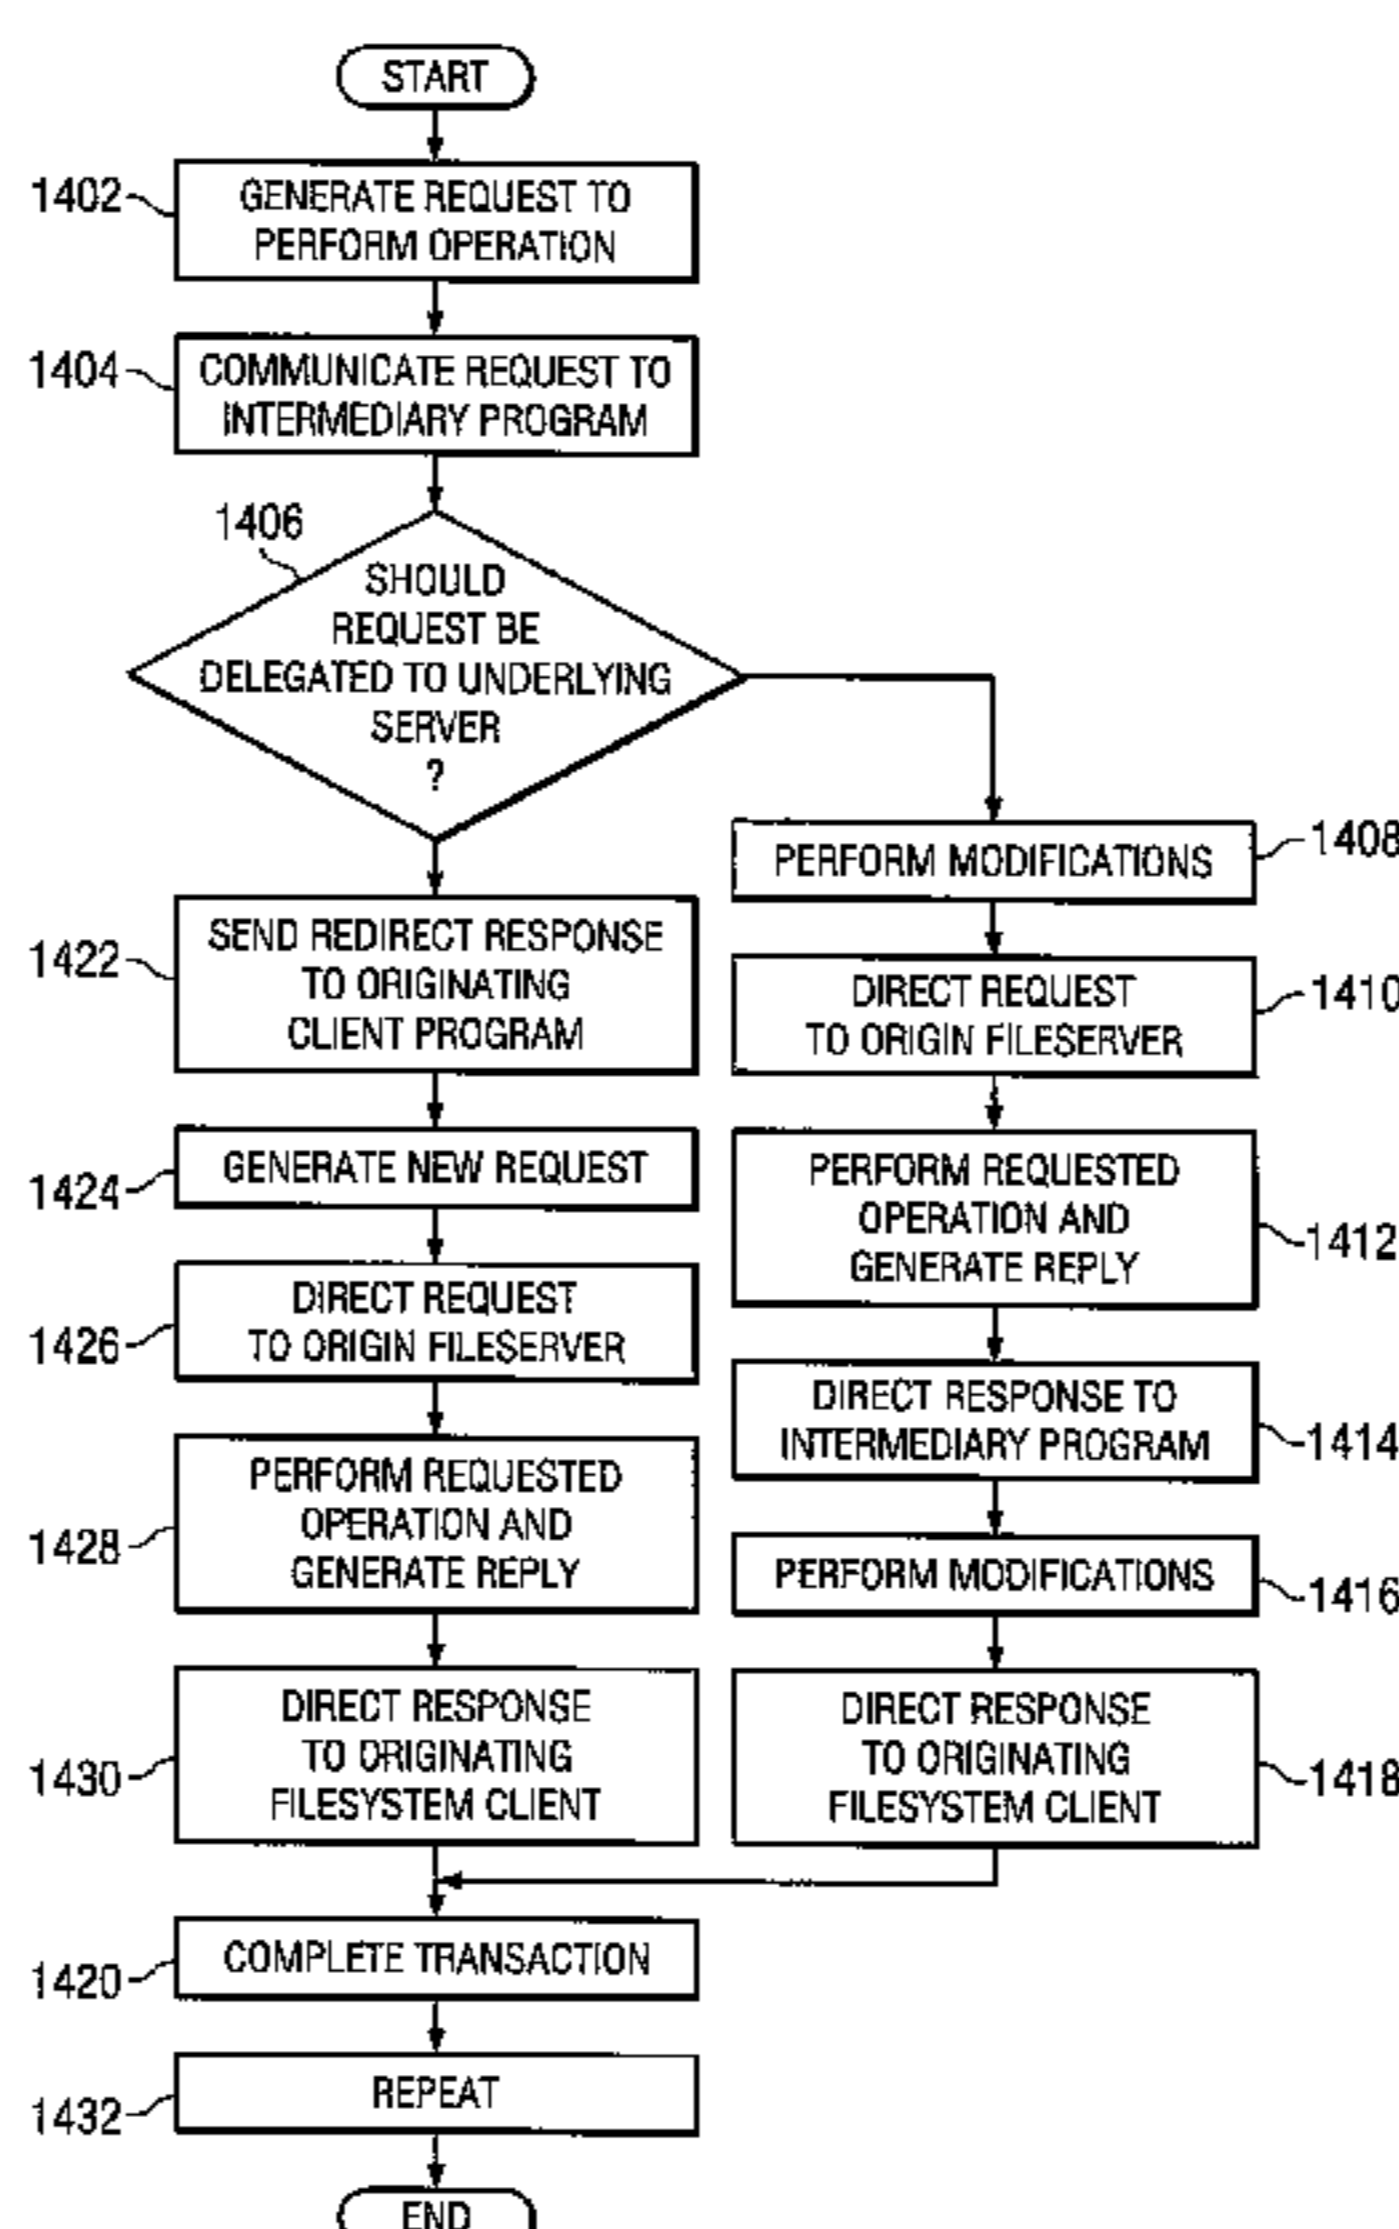 START
1402
GENERATE REQUEST TO
PERFORM OPERATION
1404
COMMUNICATE REQUEST TO
INTERMEDIARY PROGRAM
1406
SHOULD
REQUEST BE
DELEGATED TO UNDERLYING
SERVER
?
PERFORM MODIFICATIONS
1408
DIRECT REQUEST
TO ORIGIN FILESERVER
1410
PERFORM REQUESTED
OPERATION AND
GENERATE REPLY
1412
DIRECT RESPONSE TO
INTERMEDIARY PROGRAM
1414
PERFORM MODIFICATIONS
1416
DIRECT RESPONSE
TO ORIGINATING
FILESYSTEM CLIENT
1418
1422
SEND REDIRECT RESPONSE
TO ORIGINATING
CLIENT PROGRAM
1424
GENERATE NEW REQUEST
1426
DIRECT REQUEST
TO ORIGIN FILESERVER
1428
PERFORM REQUESTED
OPERATION AND
GENERATE REPLY
1430
DIRECT RESPONSE
TO ORIGINATING
FILESYSTEM CLIENT
1420
COMPLETE TRANSACTION
1432
REPEAT
END